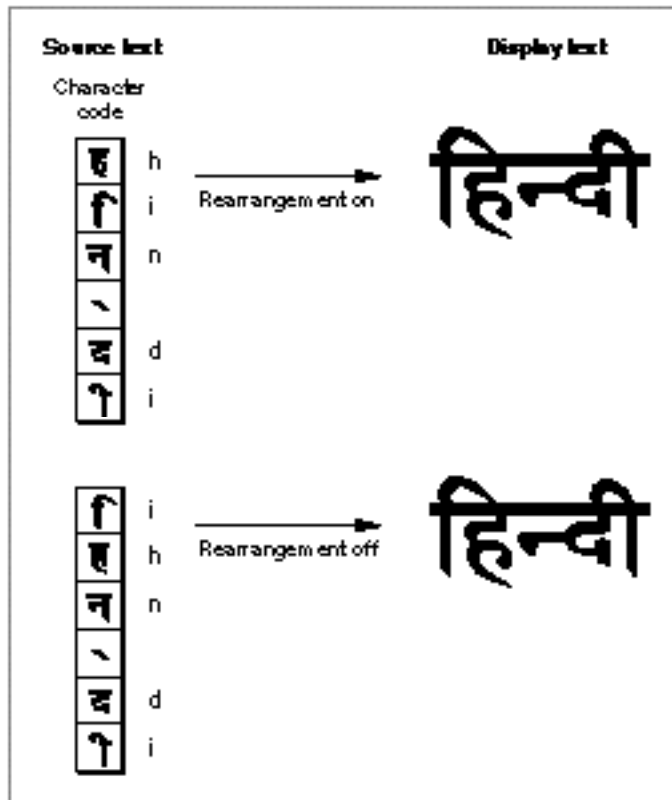 Source text Display text
Character
code
ह h
ि i
न n
्
द d
ी i
Rearrangement on
हिन्दी
ि i
ह h
न n
्
द d
ी i
Rearrangement off
हिन्दी